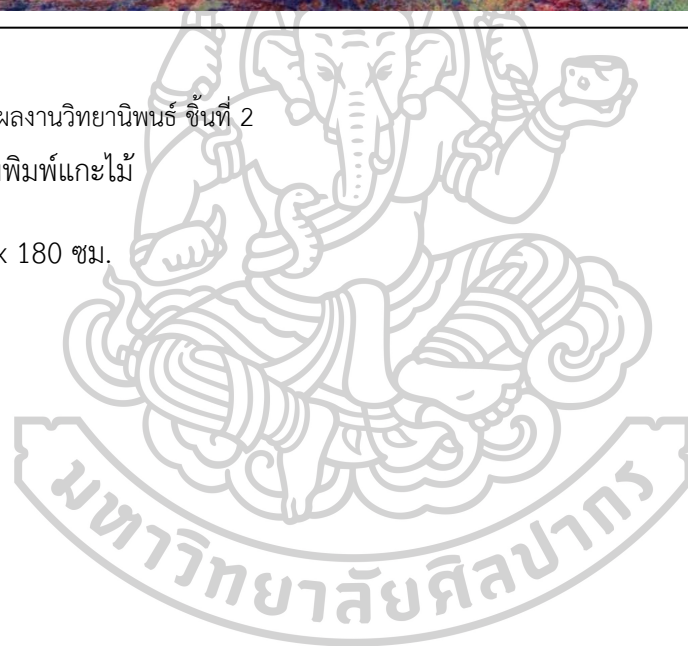 ผลงานวิทยานิพนธ์ ชิ้นที่ 2
พิมพ์แกะไม้
x 180 ซม.
มหาวิทยาลัยศิลปากร